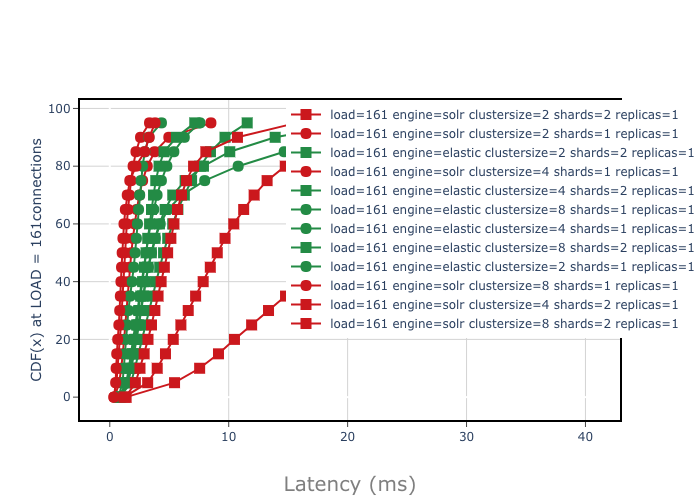 100
80
60
40
20
0
CDF(x) at LOAD = 161connections
load=161 engine=solr clustersize=2 shards=2 replicas=1
load=161 engine=solr clustersize=2 shards=1 replicas=1
load=161 engine=elastic clustersize=2 shards=2 replicas=1
load=161 engine=solr clustersize=4 shards=1 replicas=1
load=161 engine=elastic clustersize=4 shards=2 replicas=1
load=161 engine=elastic clustersize=8 shards=1 replicas=1
load=161 engine=elastic clustersize=4 shards=1 replicas=1
load=161 engine=elastic clustersize=8 shards=2 replicas=1
load=161 engine=elastic clustersize=2 shards=1 replicas=1
load=161 engine=solr clustersize=8 shards=1 replicas=1
load=161 engine=solr clustersize=4 shards=2 replicas=1
load=161 engine=solr clustersize=8 shards=2 replicas=1
0 10 20 30 40
Latency (ms)